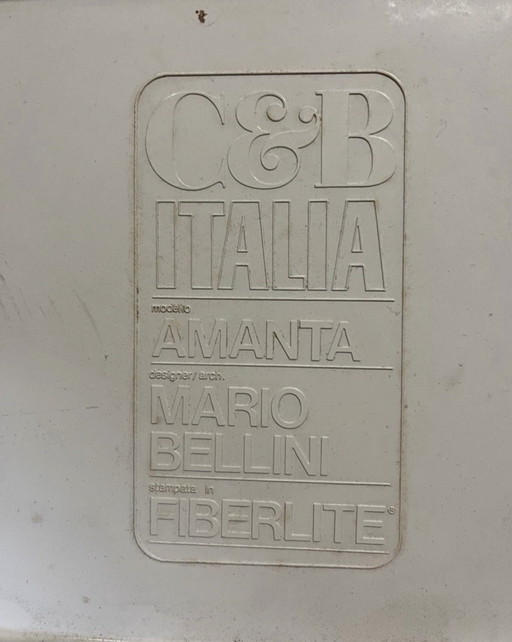 C&B
ITALIA
modello
AMANTA
designer/arch.
MARIO
BELLINI
stampata in
FIBERLITE®